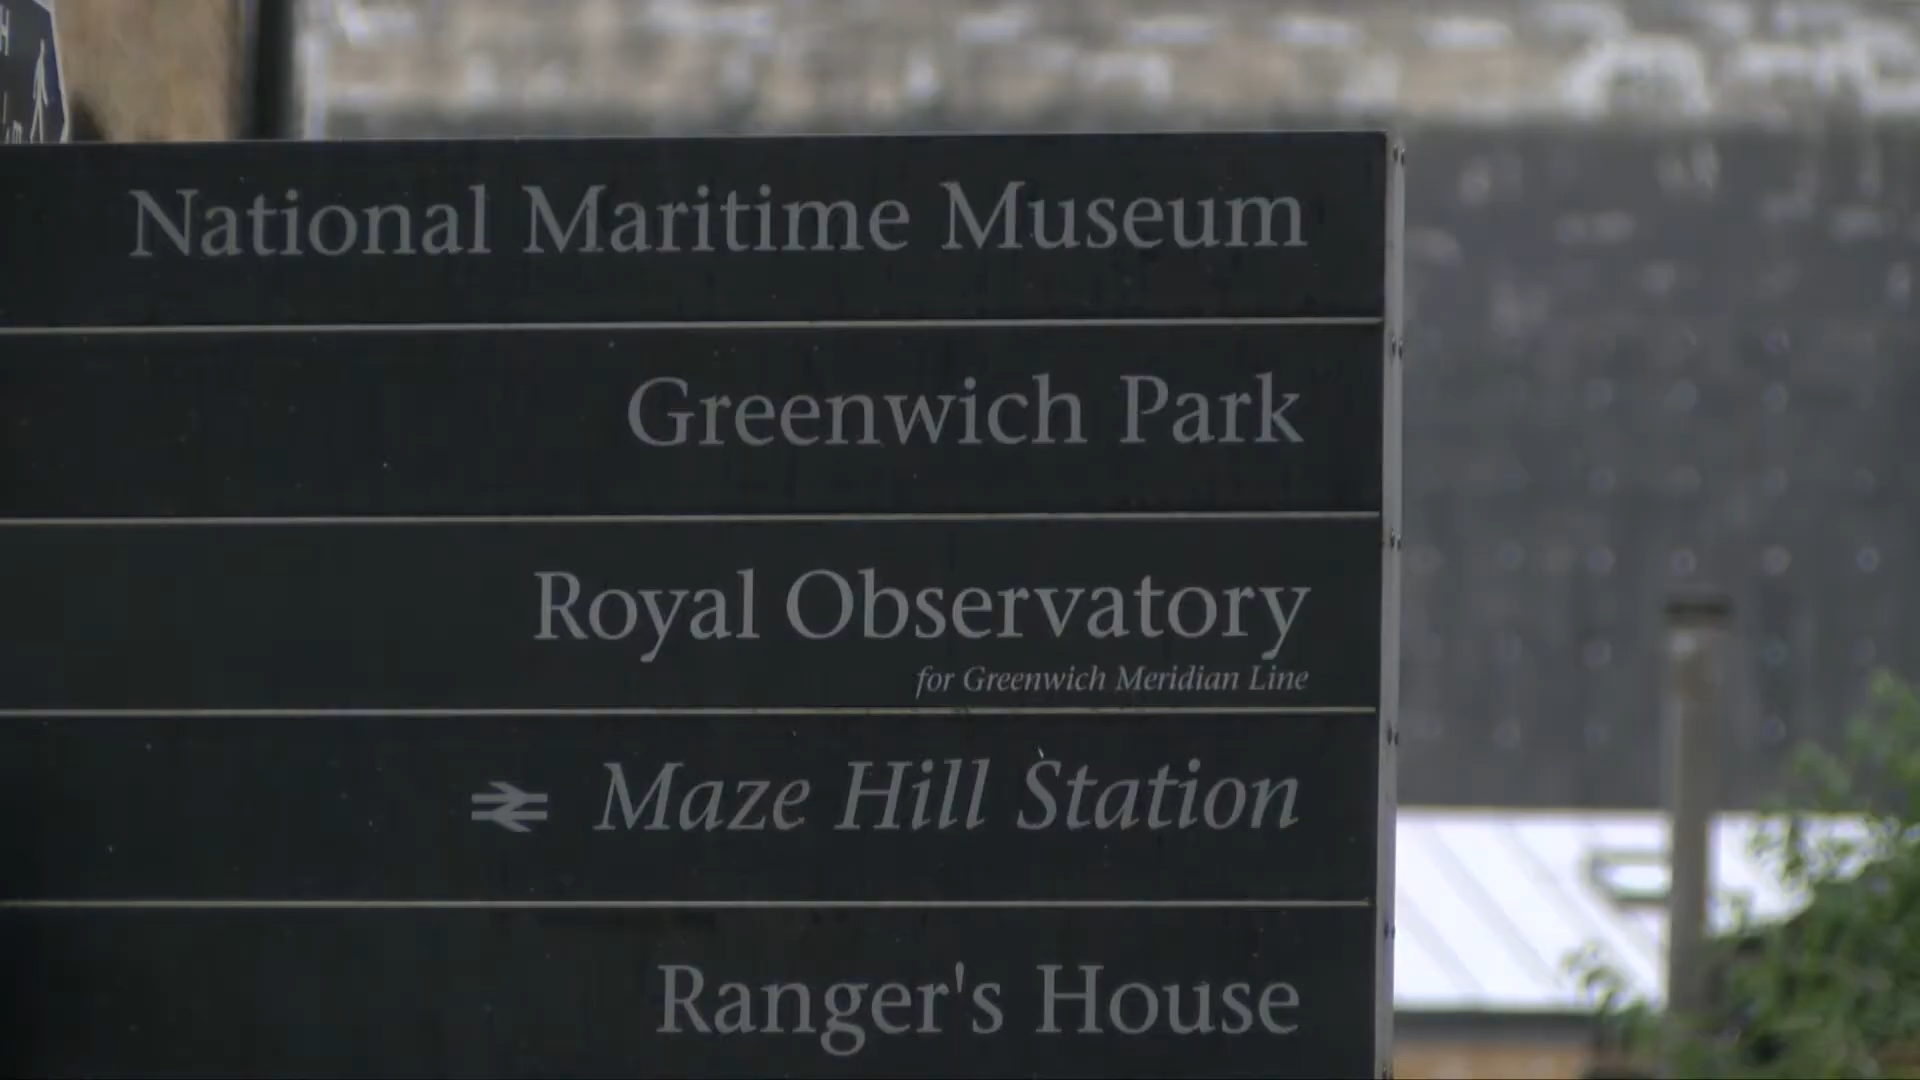 National Maritime Museum
Greenwich Park
Royal Observatory
for Greenwich Meridian Line
Maze Hill Station
Ranger's House